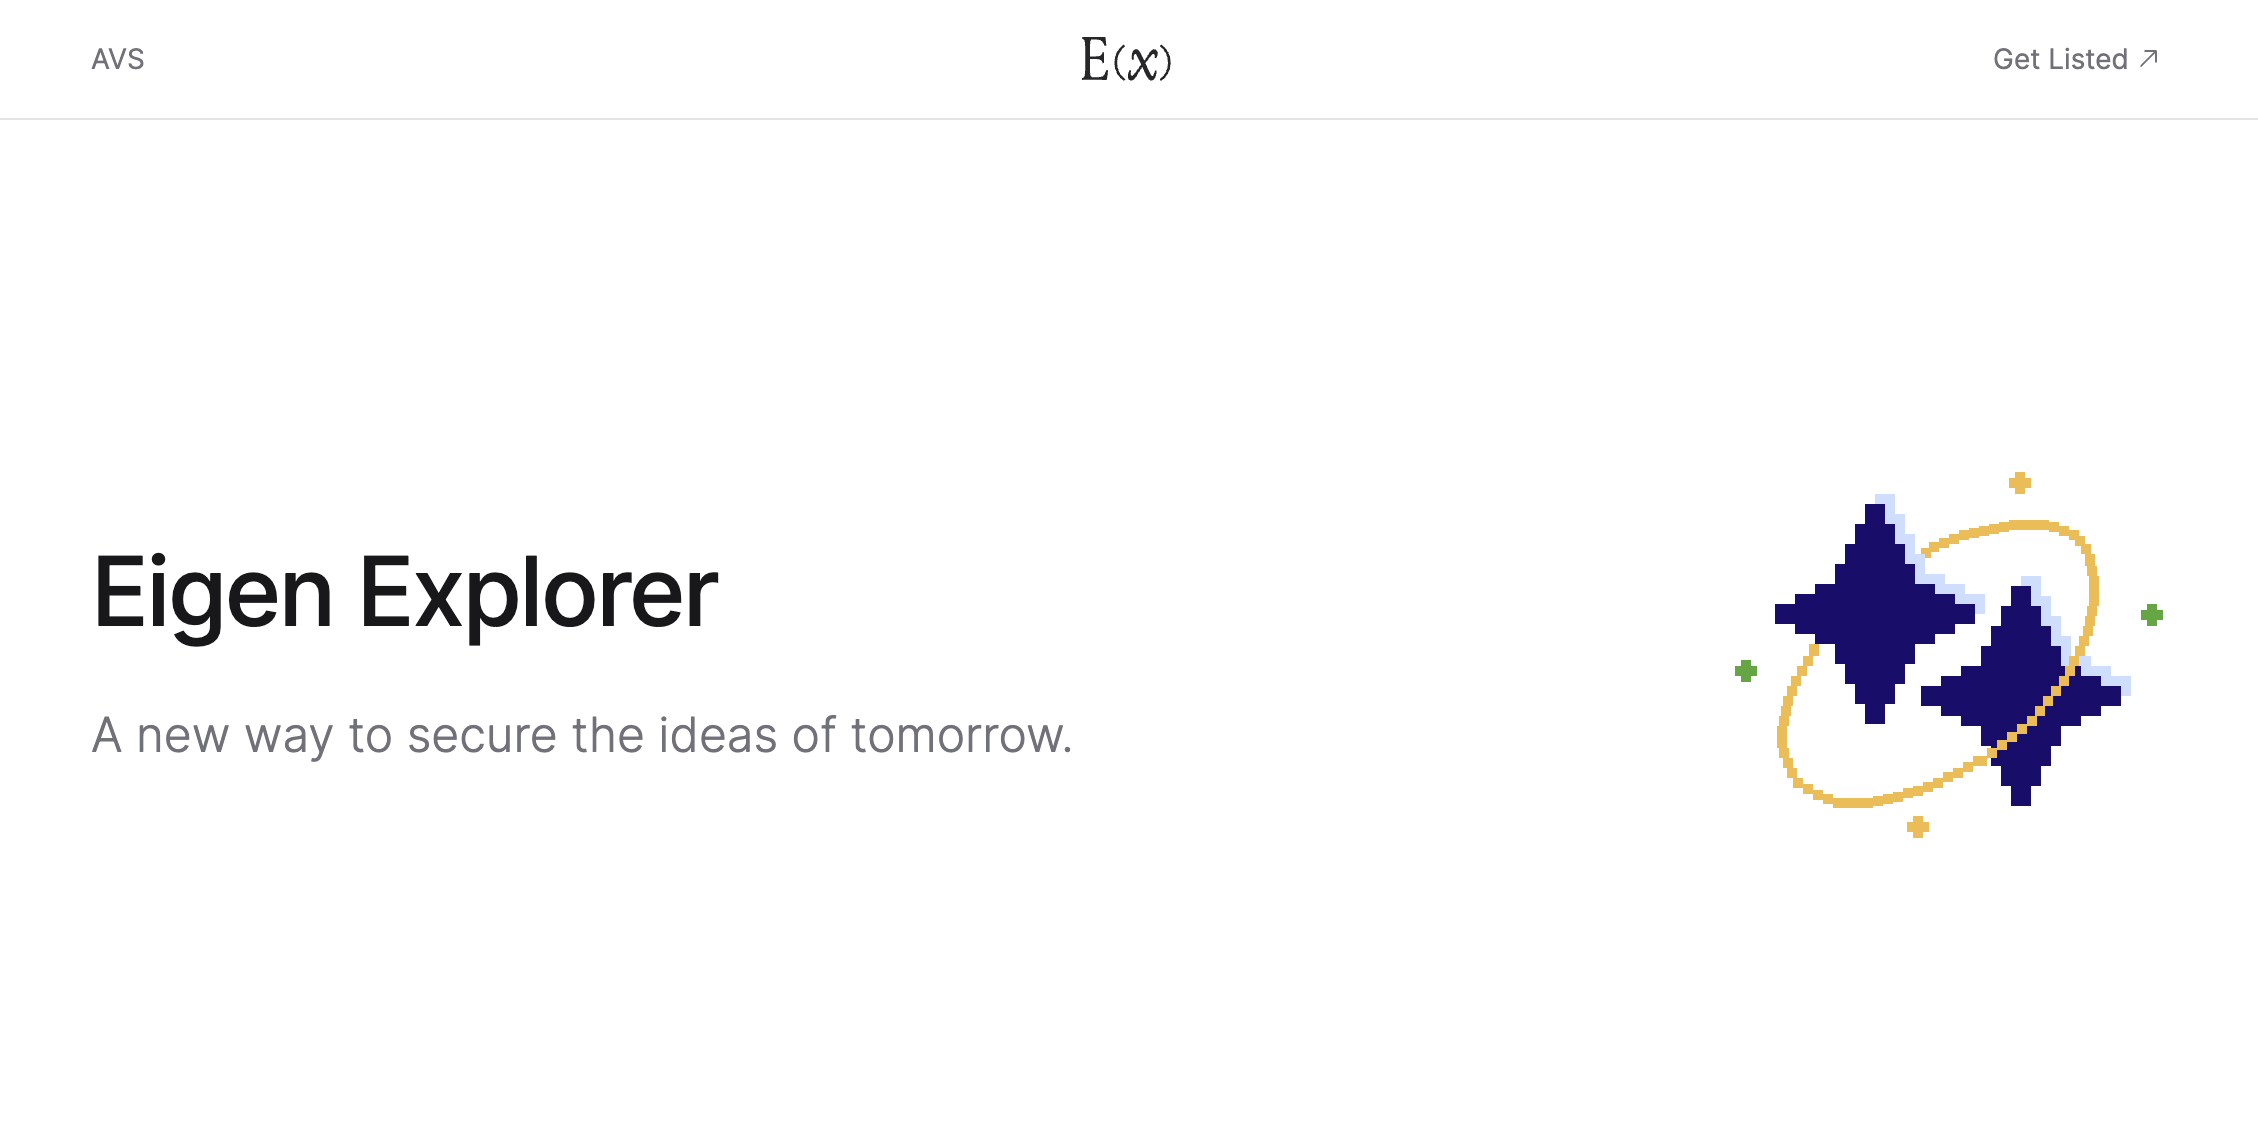 AVS
E(x)
Get Listed ↗
Eigen Explorer
A new way to secure the ideas of tomorrow.